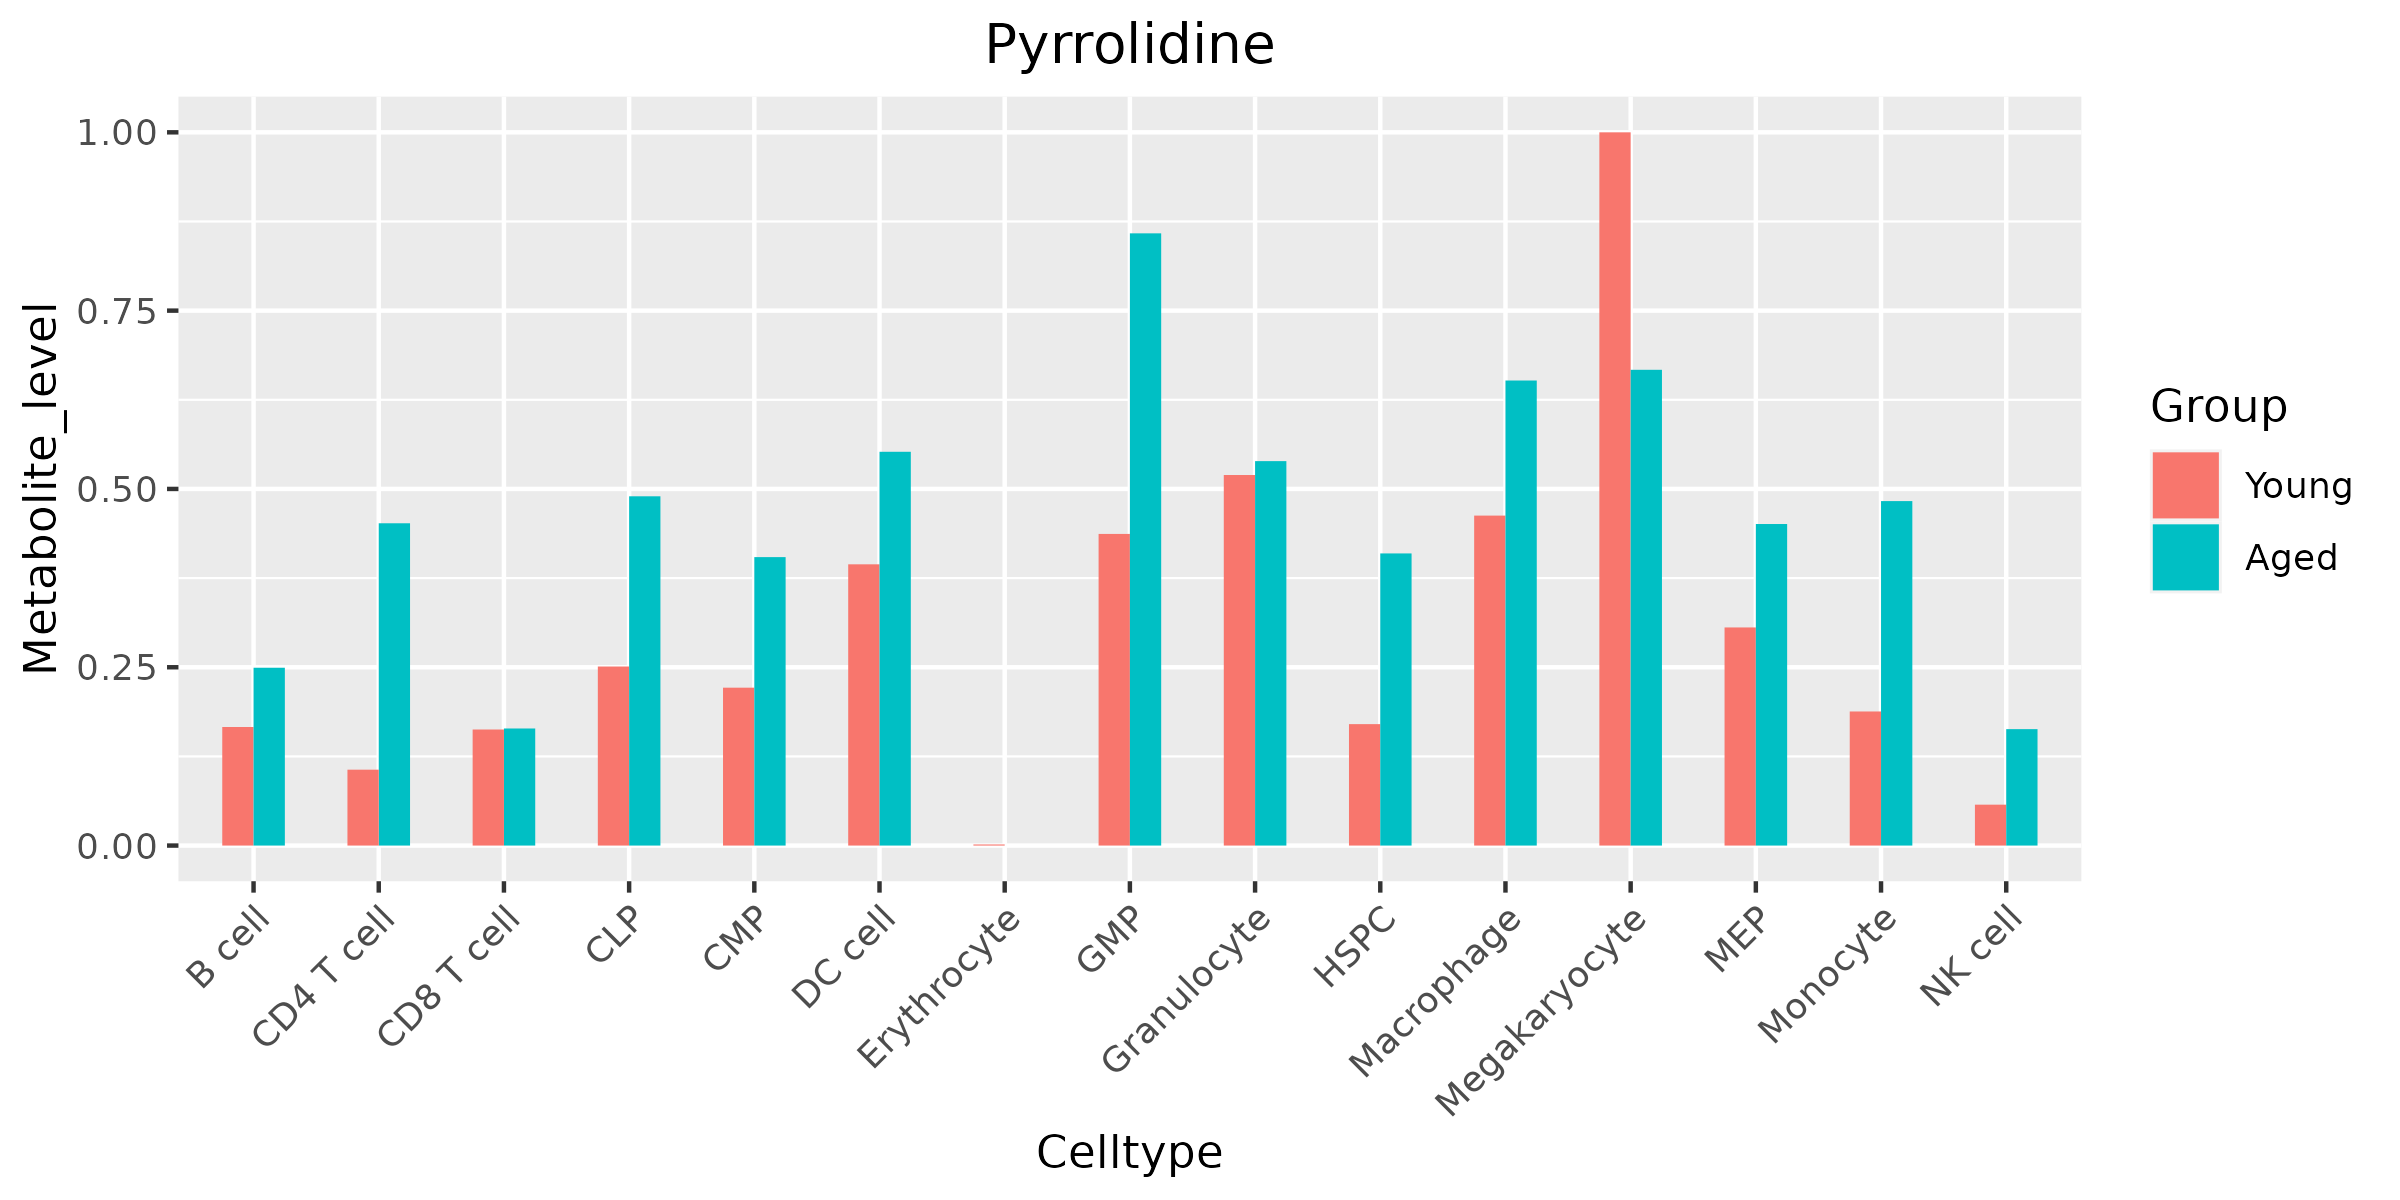 Pyrrolidine
Metabolite_level
1.00
0.75
0.50
0.25
0.00
B cell
CD4 T cell
CD8 T cell
CLP
CMP
DC cell
Erythrocyte
GMP
Granulocyte
HSPC
Macrophage
Megakaryocyte
MEP
Monocyte
NK cell
Celltype
Group
Young
Aged